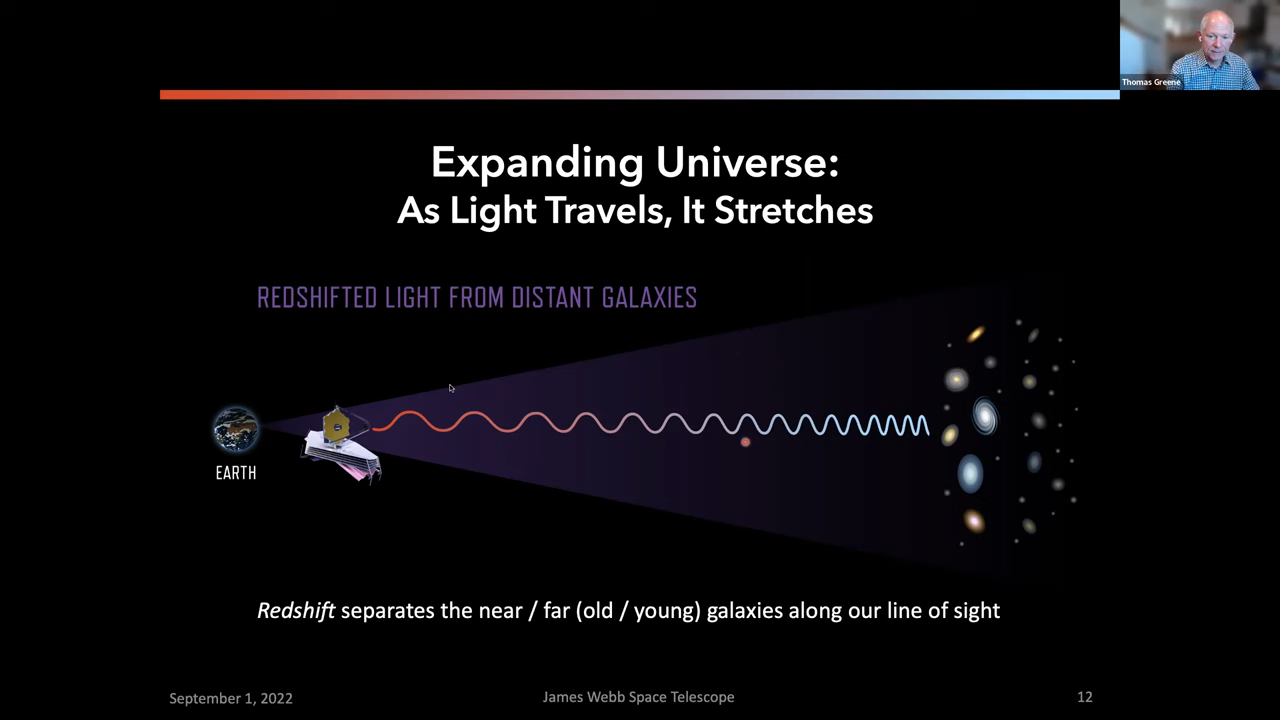 Thomas Greene
Expanding Universe:
As Light Travels, It Stretches
REDSHIFTED LIGHT FROM DISTANT GALAXIES
EARTH
Redshift separates the near / far (old / young) galaxies along our line of sight
September 1, 2022
James Webb Space Telescope
12